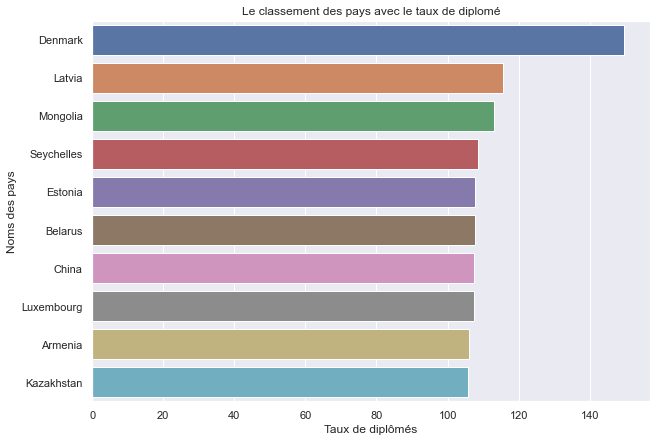 Le classement des pays avec le taux de diplomé
Noms des pays
Denmark
Latvia
Mongolia
Seychelles
Estonia
Belarus
China
Luxembourg
Armenia
Kazakhstan
0 20 40 60 80 100 120 140
Taux de diplômés